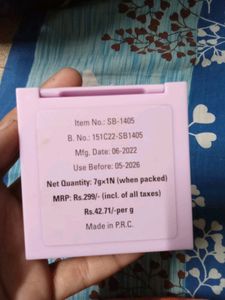 Item No.: SB-1405
B. No.: 151C22-SB1405
Mfg. Date: 06-2022
Use Before: 05-2026
Net Quantity: 7gx1N (when packed)
MRP: Rs.299/- (incl. of all taxes)
Rs.42.71/-per g
Made in P.R.C.